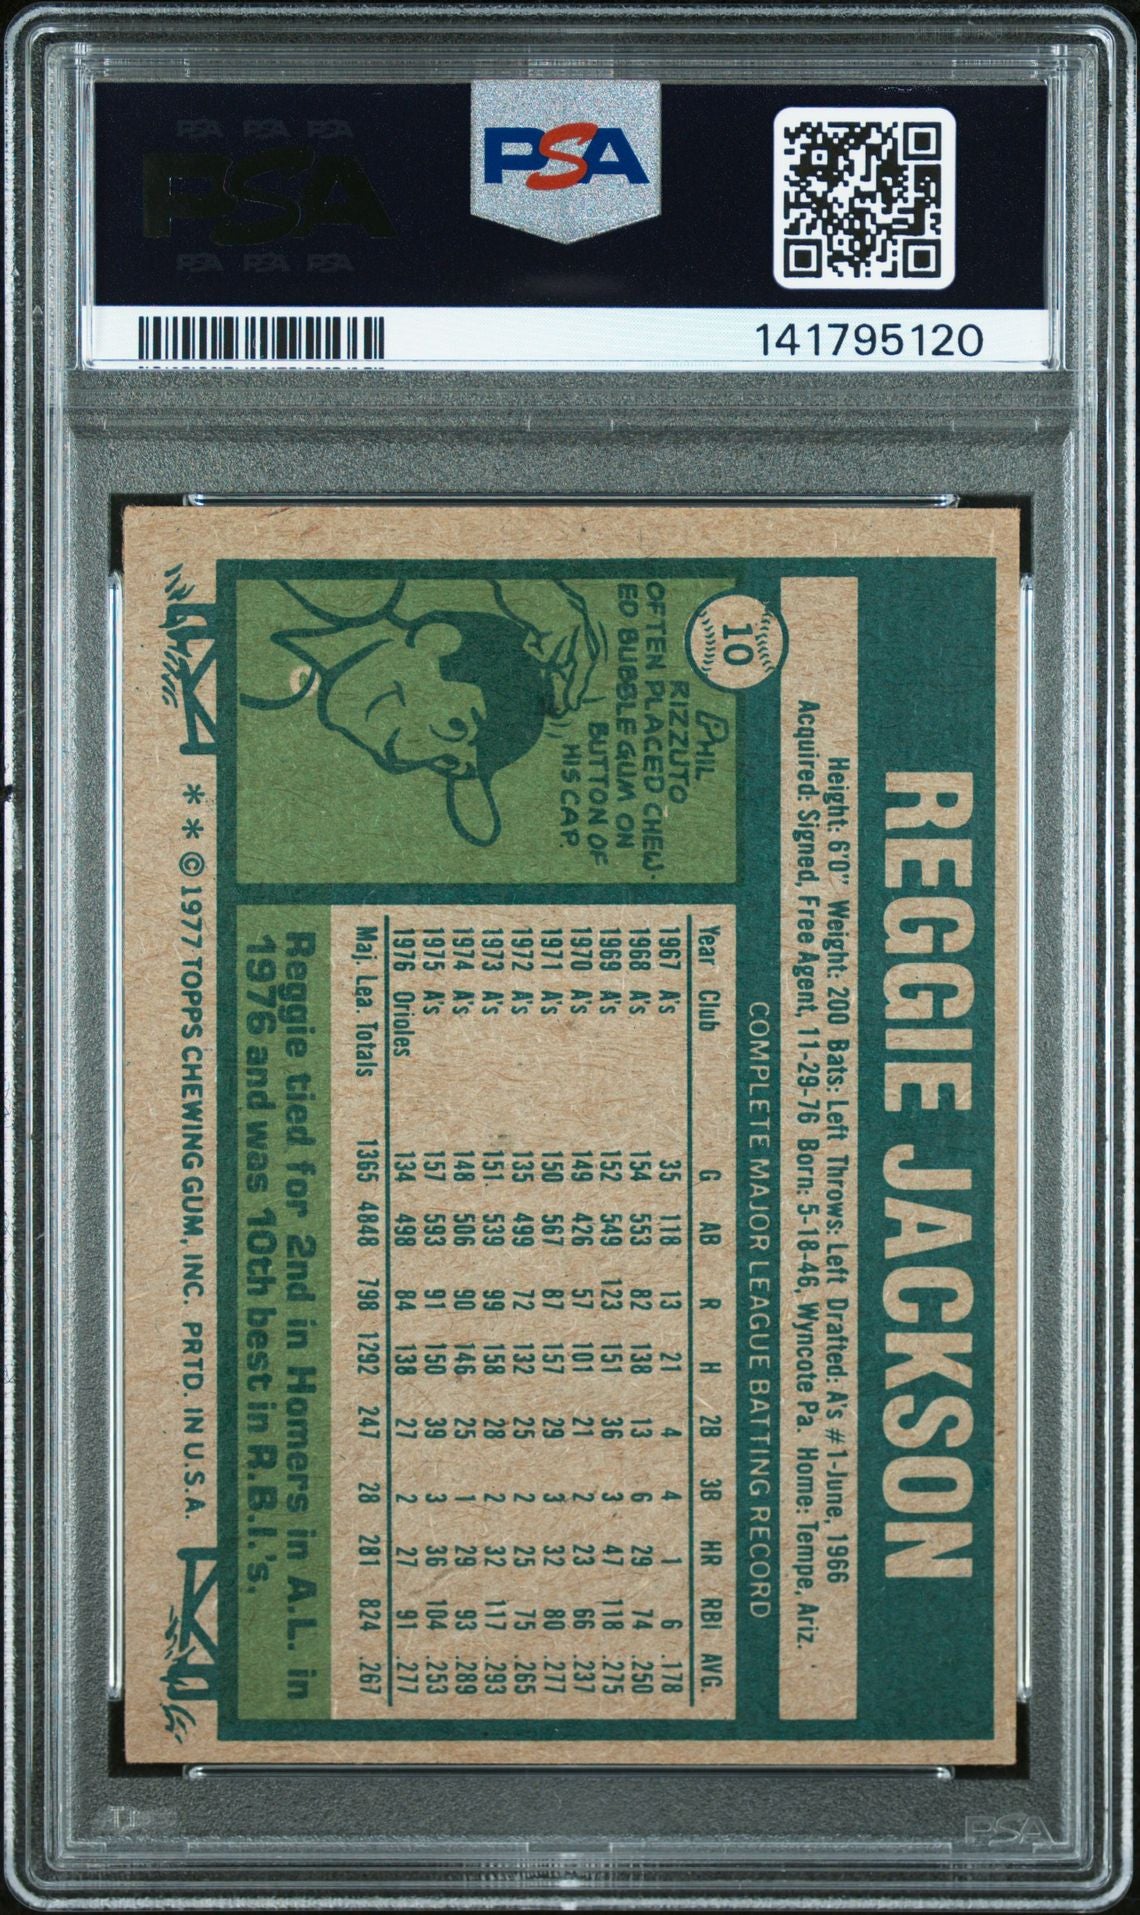 PSA PSA PSA
PSA
PSA PSA PSA
PSA
141795120
REGGIE JACKSON
Height: 6'0" Weight: 200 Bats: Left Throws: Left Drafted: A's #1-June, 1966
Acquired: Signed, Free Agent, 11-29-76 Born: 5-18-46, Wyncote Pa. Home: Tempe, Ariz.
10
COMPLETE MAJOR LEAGUE BATTING RECORD
PHIL
RIZZUTO
OFTEN PLACED CHEW-
ED BUBBLE GUM ON
BUTTON OF
HIS CAP.
Year Club G AB R H 2B 3B HR RBI AVG.
1967 A's 35 118 13 21 4 4 1 6 .178
1968 A's 154 553 82 138 13 6 29 74 .250
1969 A's 152 549 123 151 36 3 47 118 .275
1970 A's 149 426 57 101 21 2 23 66 .237
1971 A's 150 567 87 157 29 3 32 80 .277
1972 A's 135 499 72 132 25 2 25 75 .265
1973 A's 151 539 99 158 28 2 32 117 .293
1974 A's 148 506 90 146 25 1 29 93 .289
1975 A's 157 593 91 150 39 3 36 104 .253
1976 Orioles 134 498 84 138 27 2 27 91 .277
Maj. Lea. Totals 1365 4848 798 1292 247 28 281 824 .267
Reggie tied for 2nd in Homers in A.L. in
1976 and was 10th best in R.B.I.'s.
* * © 1977 TOPPS CHEWING GUM, INC. PRTD. IN U.S.A.
PSA